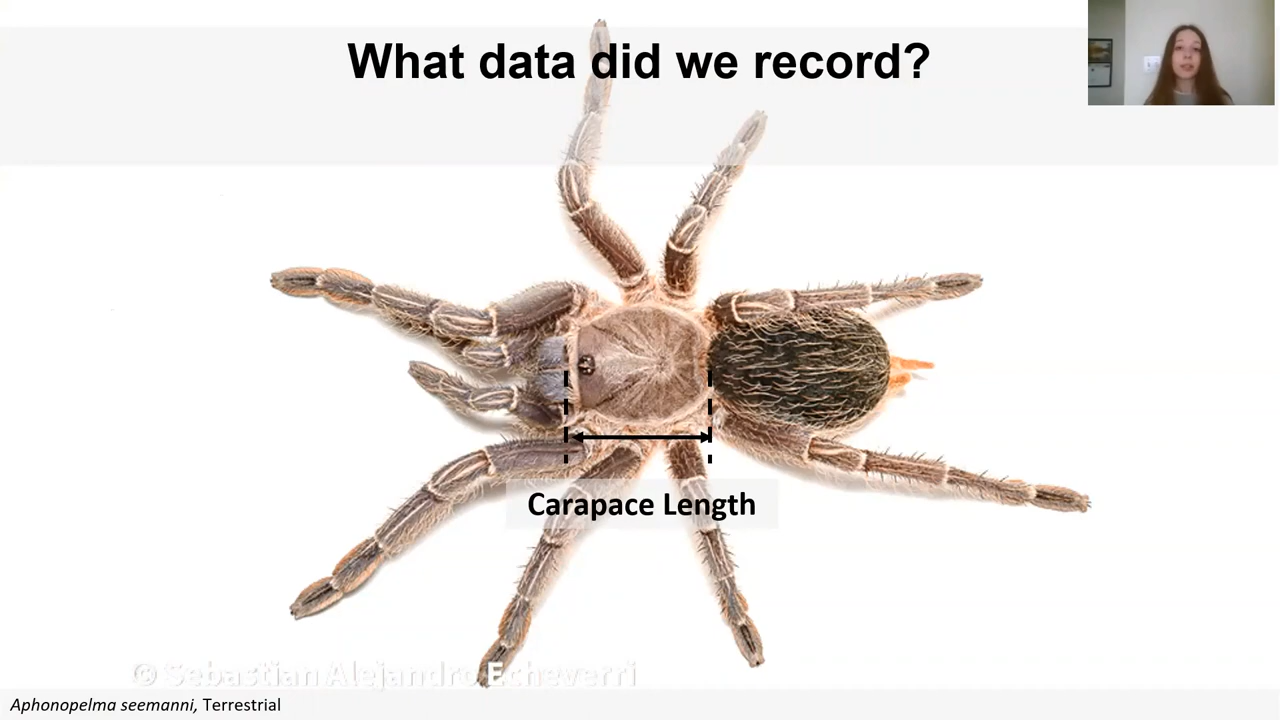 What data did we record?
Carapace Length
© Sebastian Alejandro Echeverri
Aphonopelma seemanni, Terrestrial